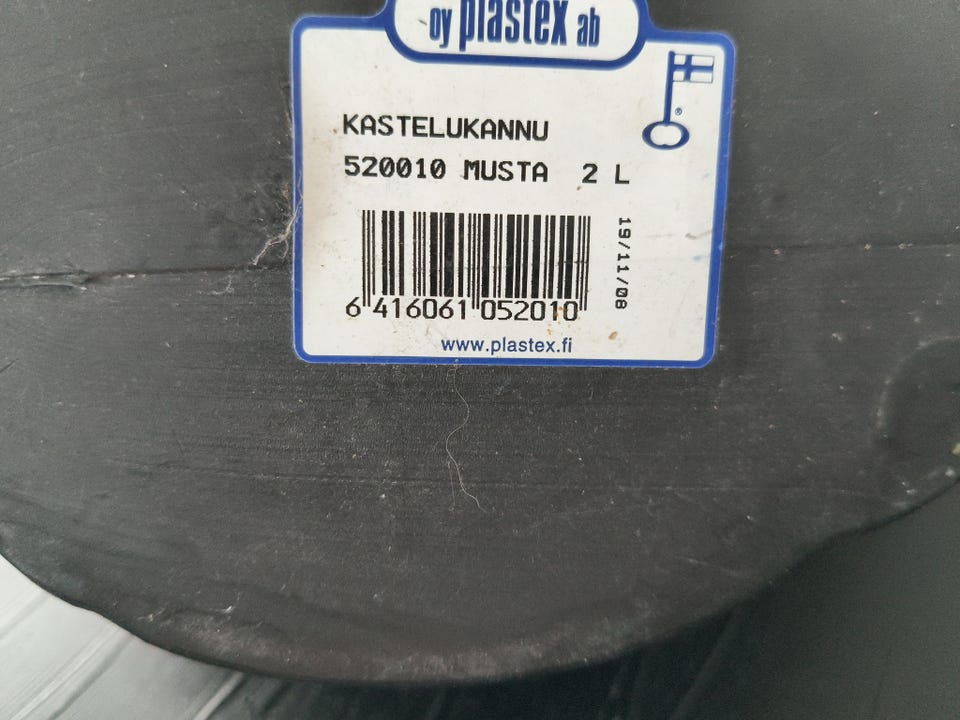 oy plastex ab
®
KASTELUKANNU
520010 MUSTA 2 L
19/11/08
6 416061 052010
www.plastex.fi